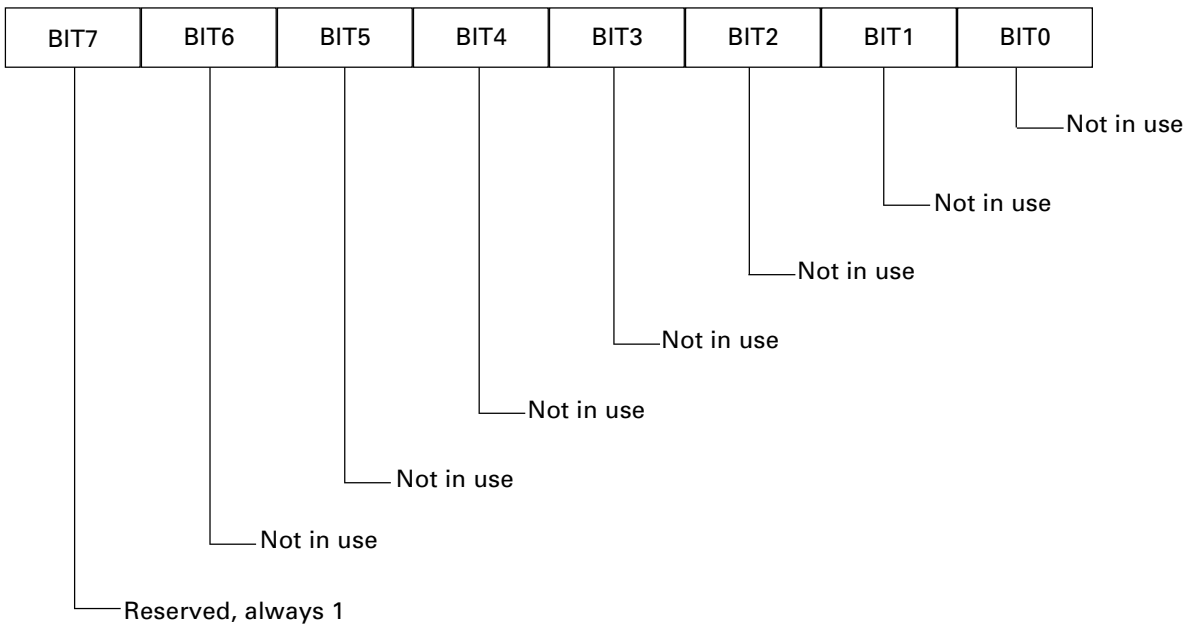 BIT7 BIT6 BIT5 BIT4 BIT3 BIT2 BIT1 BIT0
Not in use
Not in use
Not in use
Not in use
Not in use
Not in use
Not in use
Reserved, always 1